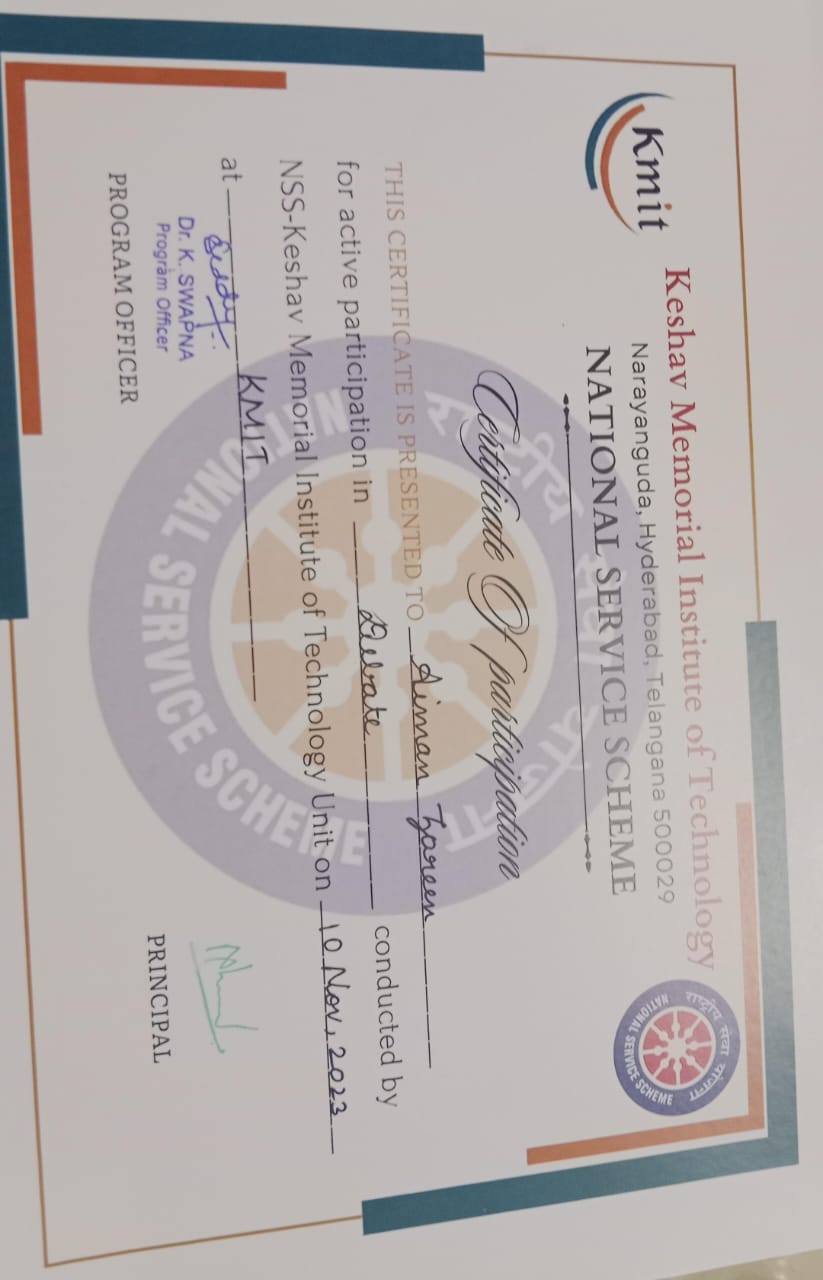 Kmit
Keshav Memorial Institute of Technology
Narayanguda, Hyderabad, Telangana 500029
NATIONAL SERVICE SCHEME
राष्ट्रीय सेवा योजना
NATIONAL SERVICE SCHEME
Certificate Of participation
THIS CERTIFICATE IS PRESENTED TO Aiman Zareen
for active participation in Debate conducted by
NSS-Keshav Memorial Institute of Technology Unit on 10 Nov, 2023
at KMIT
राष्ट्रीय सेवा योजना
NATIONAL SERVICE SCHEME
Dr. K. SWAPNA
Program Officer
PROGRAM OFFICER
PRINCIPAL